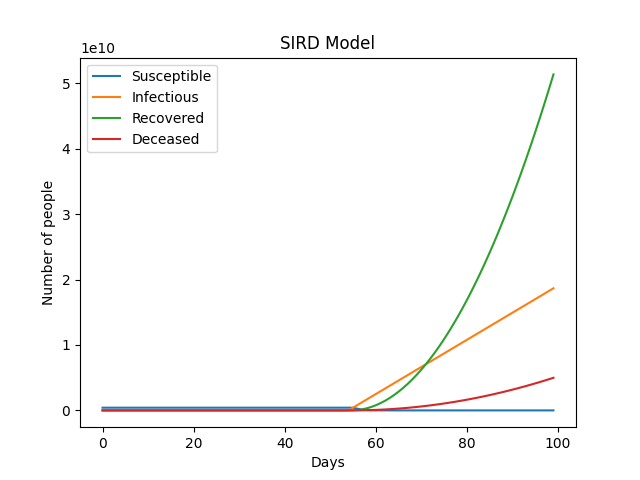 SIRD Model
1e10
Susceptible
Infectious
Recovered
Deceased
5
4
3
2
1
0
Number of people
0 20 40 60 80 100
Days